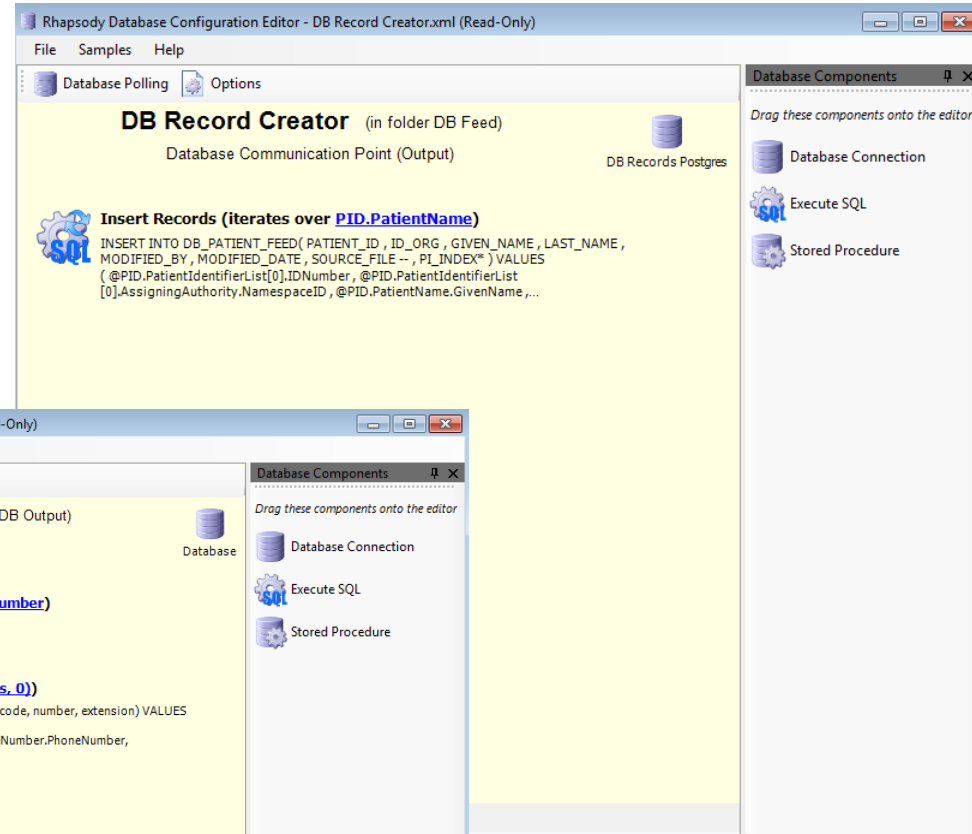 Rhapsody Database Configuration Editor - DB Record Creator.xml (Read-Only)
File Samples Help
Database Polling Options
DB Record Creator (in folder DB Feed)
Database Communication Point (Output)
DB Records Postgres
Insert Records (iterates over PID.PatientName)
INSERT INTO DB_PATIENT_FEED( PATIENT_ID , ID_ORG , GIVEN_NAME , LAST_NAME ,
MODIFIED_BY , MODIFIED_DATE , SOURCE_FILE -- , PI_INDEX* ) VALUES
( @PID.PatientIdentifierList[0].IDNumber , @PID.PatientIdentifierList
[0].AssigningAuthority.NamespaceID , @PID.PatientName.GivenName ,...
Database Components
Drag these components onto the editor
Database Connection
Execute SQL
SQL
Stored Procedure
SQL
-Only)
DB Output)
Database
umber)
s, 0))
code, number, extension) VALUES
Number.PhoneNumber,
Database Components
Drag these components onto the editor
Database Connection
Execute SQL
SQL
Stored Procedure